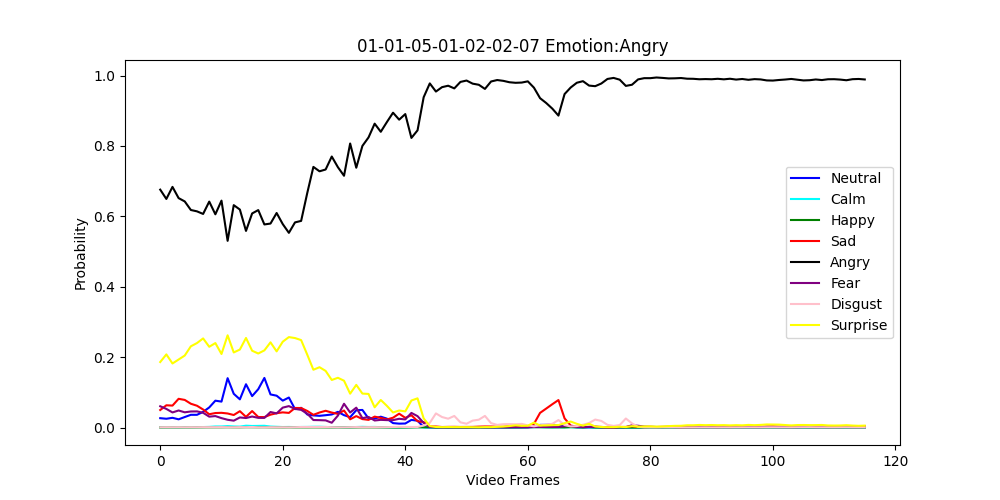 01-01-05-01-02-02-07 Emotion:Angry
1.0
0.8
0.6
0.4
0.2
0.0
Probability
0 20 40 60 80 100 120
Video Frames
Neutral
Calm
Happy
Sad
Angry
Fear
Disgust
Surprise